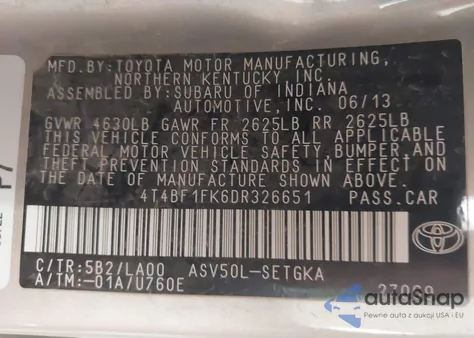 MFD.BY: TOYOTA MOTOR MANUFACTURING,
NORTHERN KENTUCKY, INC.
ASSEMBLED BY: SUBARU OF INDIANA
AUTOMOTIVE, INC. 06/13
GVWR 4630LB GAWR FR 2625LB RR 2625LB
THIS VEHICLE CONFORMS TO ALL APPLICABLE
FEDERAL MOTOR VEHICLE SAFETY, BUMPER, AND
THEFT PREVENTION STANDARDS IN EFFECT ON
THE DATE OF MANUFACTURE SHOWN ABOVE.
4T4BF1FK6DR326651 PASS.CAR
C/TR:5B2/LA00 ASV50L-SETGKA
A/TM:-01A/U760E
TOYOTA
autoSnap
Pewne auta z aukcji USA i EU